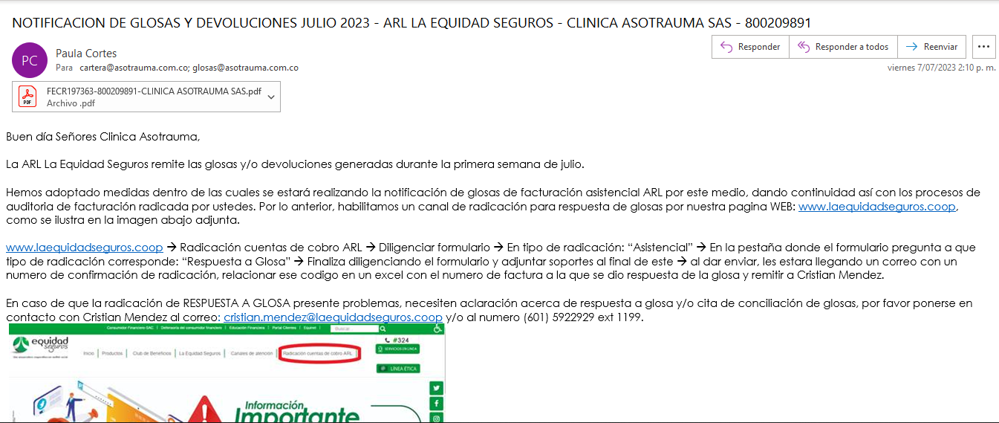 NOTIFICACION DE GLOSAS Y DEVOLUCIONES JULIO 2023 - ARL LA EQUIDAD SEGUROS - CLINICA ASOTRAUMA SAS - 800209891
PC
Paula Cortes
Para cartera@asotrauma.com.co; glosas@asotrauma.com.co
Responder
Responder a todos
Reenviar
viernes 7/07/2023 2:10 p. m.
PDF
FECR197363-800209891-CLINICA ASOTRAUMA SAS.pdf
Archivo .pdf
Buen día Señores Clinica Asotrauma,
La ARL La Equidad Seguros remite las glosas y/o devoluciones generadas durante la primera semana de julio.
Hemos adoptado medidas dentro de las cuales se estará realizando la notificación de glosas de facturación asistencial ARL por este medio, dando continuidad así con los procesos de
auditoria de facturación radicada por ustedes. Por lo anterior, habilitamos un canal de radicación para respuesta de glosas por nuestra pagina WEB: www.laequidadseguros.coop,
como se ilustra en la imagen abajo adjunta.
www.laequidadseguros.coop → Radicación cuentas de cobro ARL → Diligenciar formulario → En tipo de radicación: “Asistencial” → En la pestaña donde el formulario pregunta a que
tipo de radicación corresponde: “Respuesta a Glosa” → Finaliza diligenciando el formulario y adjuntar soportes al final de este → al dar enviar, les estara llegando un correo con un
numero de confirmación de radicación, relacionar ese codigo en un excel con el numero de factura a la que se dio respuesta de la glosa y remitir a Cristian Mendez.
En caso de que la radicación de RESPUESTA A GLOSA presente problemas, necesiten aclaración acerca de respuesta a glosa y/o cita de conciliación de glosas, por favor ponerse en
contacto con Cristian Mendez al correo: cristian.mendez@laequidadseguros.coop y/o al numero (601) 5922929 ext 1199.
Consumidor Financiero SAC | Defensoría del consumidor financiero | Educación Financiera | Portal Clientes | Equinet | Buscar...
equidad
seguros
Inicio | Productos | Club de Beneficios | La Equidad Seguros | Canales de atención | Radicación cuentas de cobro ARL
#324
SERVICIOS EN LINEA
LÍNEA ÉTICA
Información
Importante